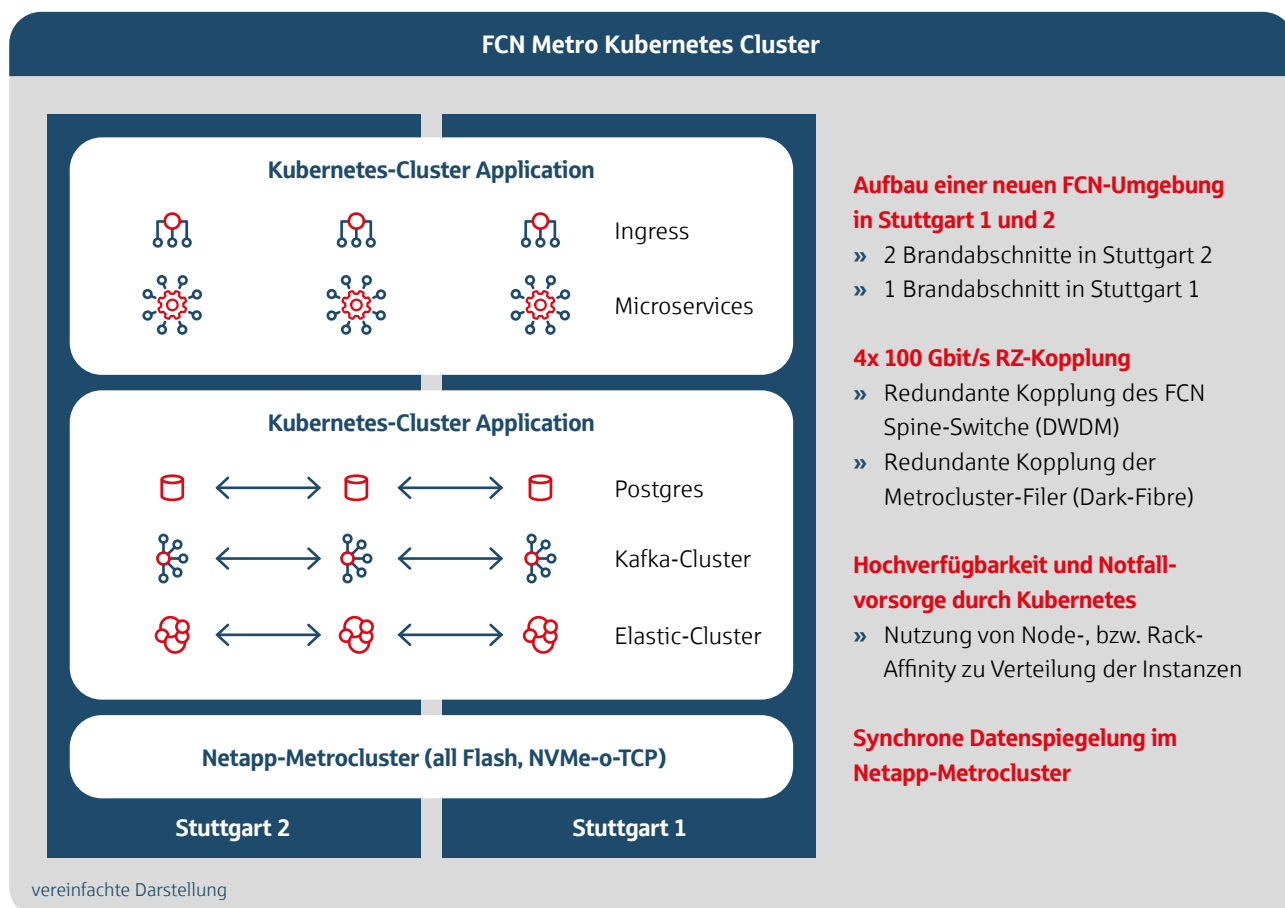 FCN Metro Kubernetes Cluster
Kubernetes-Cluster Application
Ingress
Microservices
Kubernetes-Cluster Application
Postgres
Kafka-Cluster
Elastic-Cluster
Netapp-Metrocluster (all Flash, NVMe-o-TCP)
Stuttgart 2
Stuttgart 1
vereinfachte Darstellung
Aufbau einer neuen FCN-Umgebung
in Stuttgart 1 und 2
» 2 Brandabschnitte in Stuttgart 2
» 1 Brandabschnitt in Stuttgart 1
4x 100 Gbit/s RZ-Kopplung
» Redundante Kopplung des FCN
Spine-Switche (DWDM)
» Redundante Kopplung der
Metrocluster-Filer (Dark-Fibre)
Hochverfügbarkeit und Notfall-
vorsorge durch Kubernetes
» Nutzung von Node-, bzw. Rack-
Affinity zu Verteilung der Instanzen
Synchrone Datenspiegelung im
Netapp-Metrocluster